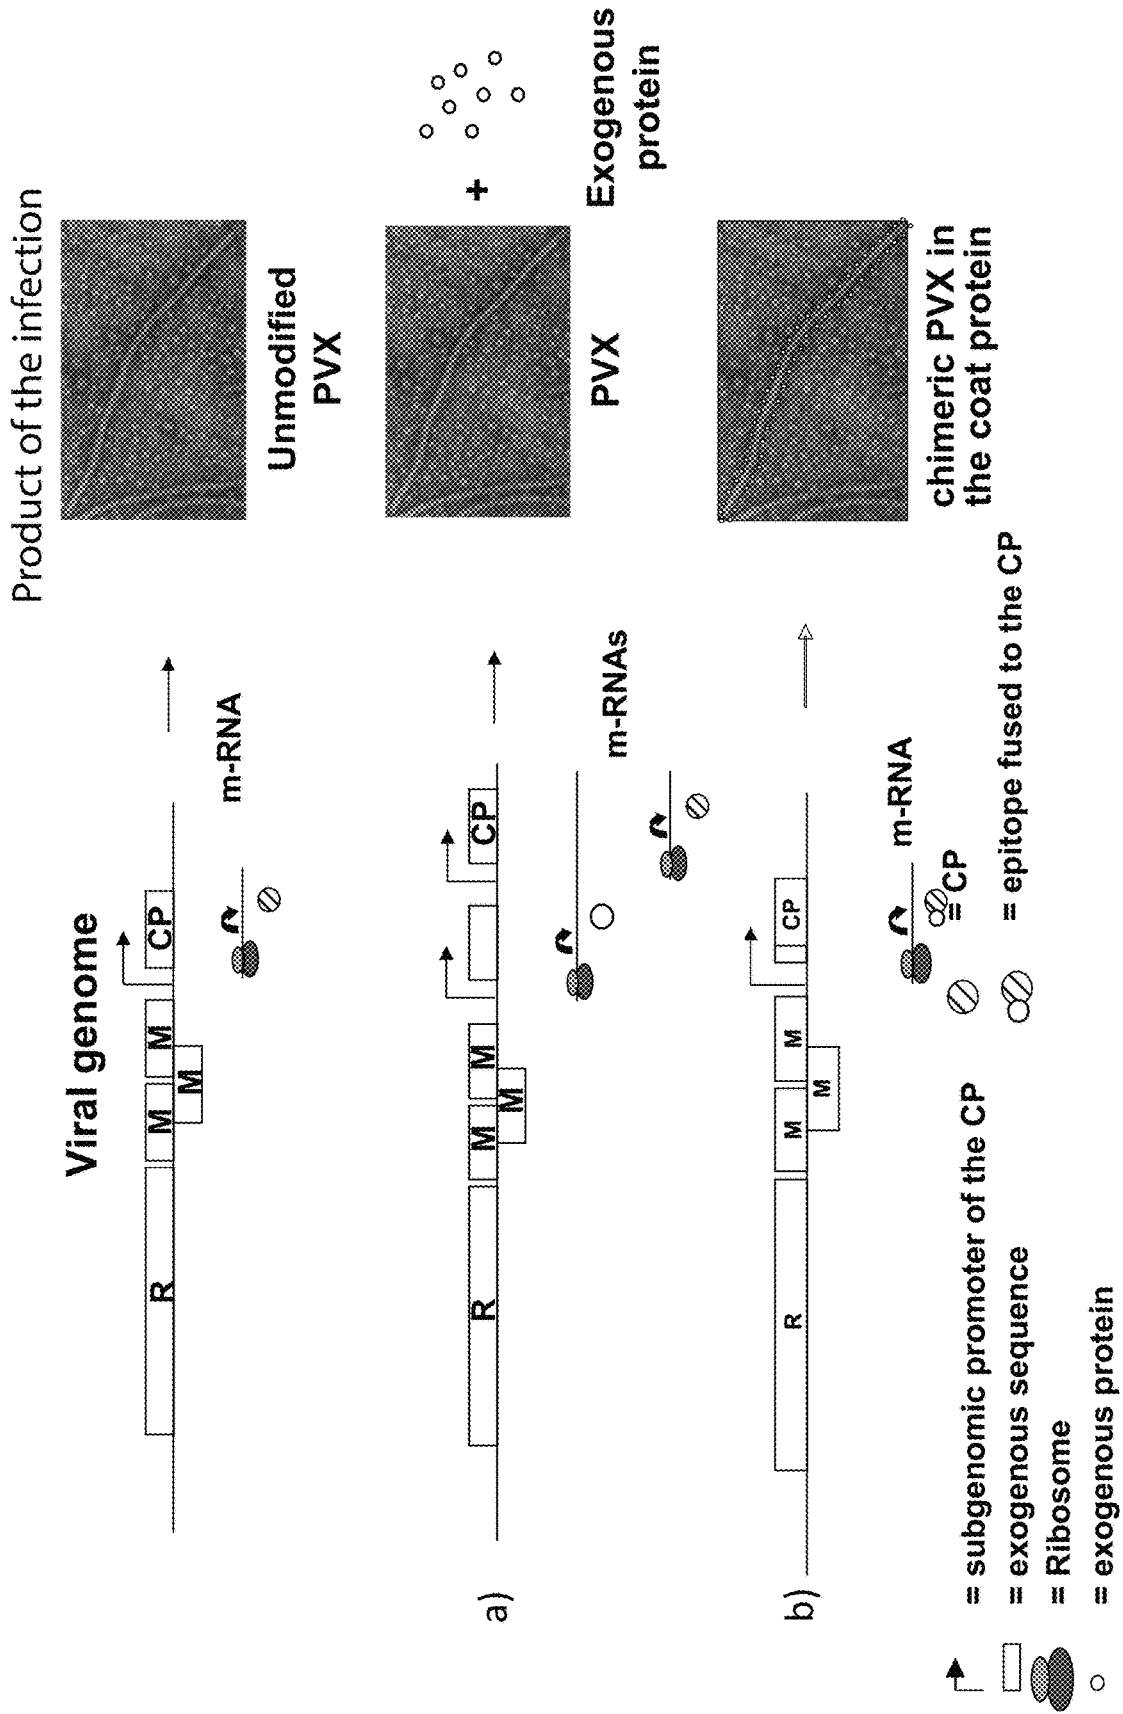 Viral genome
Product of the infection
R
M
M
M
CP
m-RNA
Unmodified
PVX
a)
R
M
M
M
CP
m-RNAs
PVX
+
Exogenous
protein
b)
R
M
M
M
CP
m-RNA
chimeric PVX in
the coat protein
= subgenomic promoter of the CP
= exogenous sequence
= Ribosome
= exogenous protein
= CP
= epitope fused to the CP